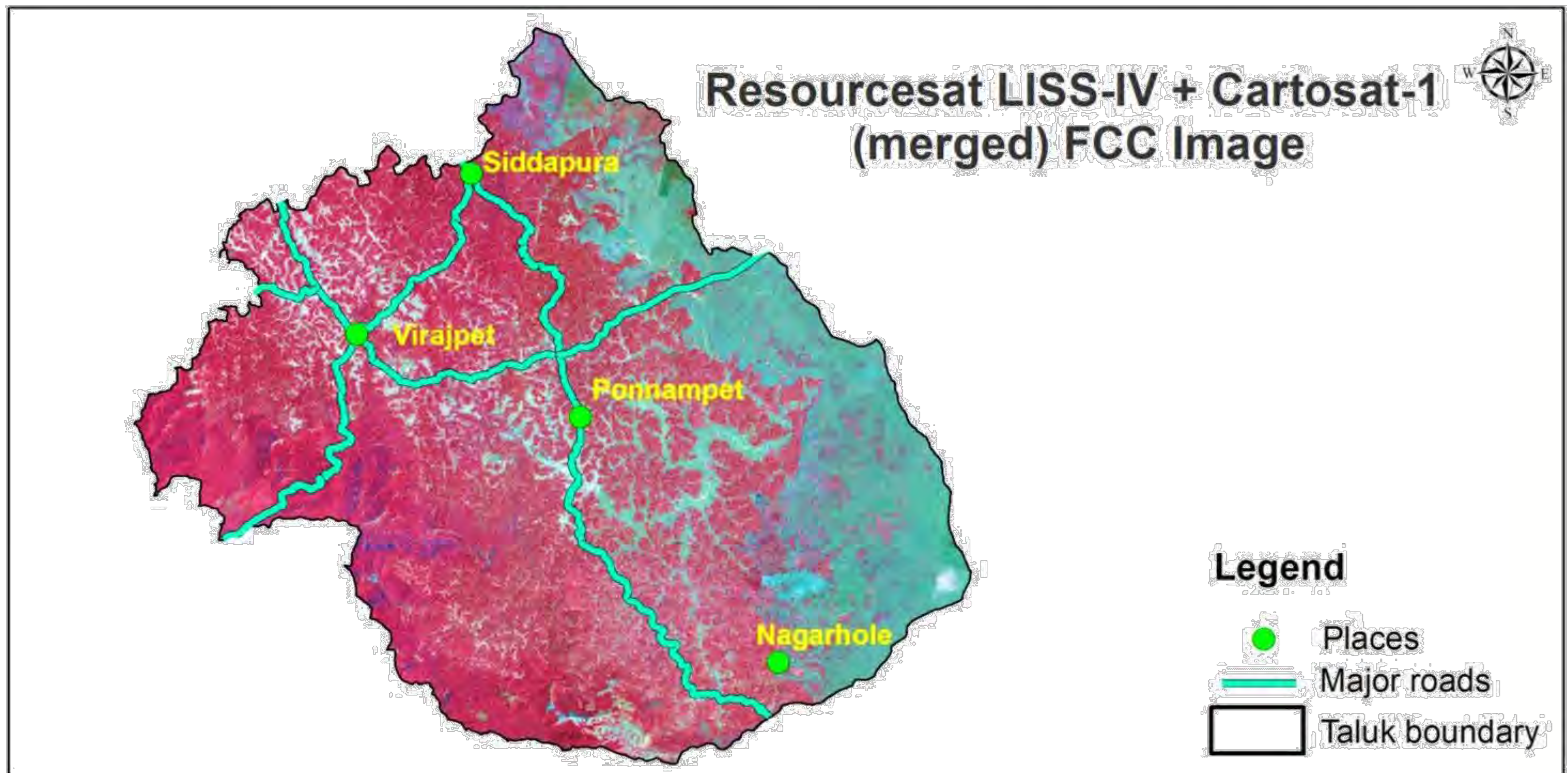 Resourcesat LISS-IV + Cartosat-1
(merged) FCC Image
N
W E
S
Siddapura
Virajpet
Ponnampet
Nagarhole
Legend
Places
Major roads
Taluk boundary